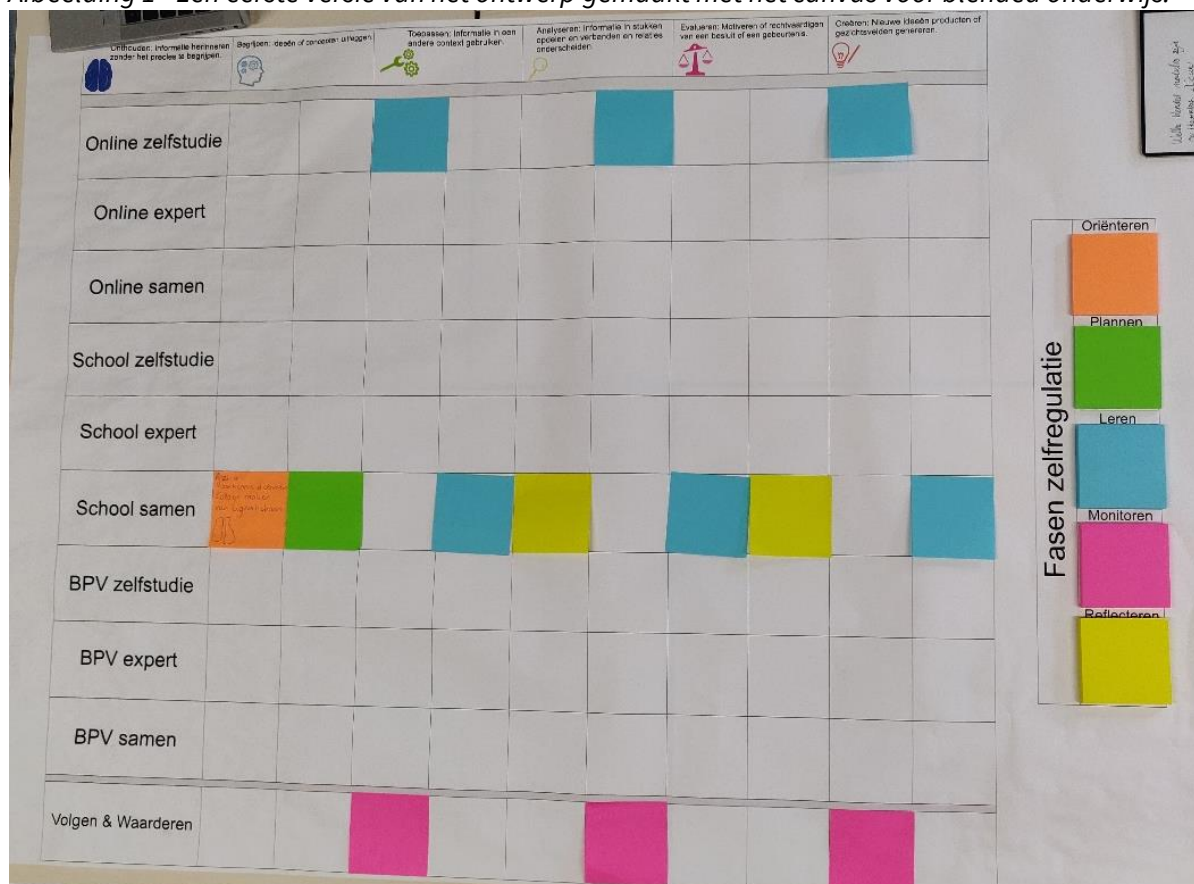 Afbeelding 1 - Een eerste versie van het ontwerp gemaakt met het canvas voor blended onderwijs.
Onthouden: Informatie herinneren
zonder het precies te begrijpen.
Begrijpen: Ideeën of concepten uitleggen
Toepassen: Informatie in een
andere context gebruiken.
Analyseren: Informatie in stukken
opdelen en verbanden en relaties
onderscheiden.
Evalueren: Motiveren of rechtvaardigen
van een besluit of een gebeurtenis.
Creëren: Nieuwe ideeën producten of
gezichtsvelden genereren.
Online zelfstudie
Online expert
Online samen
School zelfstudie
School expert
School samen
BPV zelfstudie
BPV expert
BPV samen
Volgen & Waarderen
Fasen zelfregulatie
Oriënteren
Plannen
Leren
Monitoren
Reflecteren